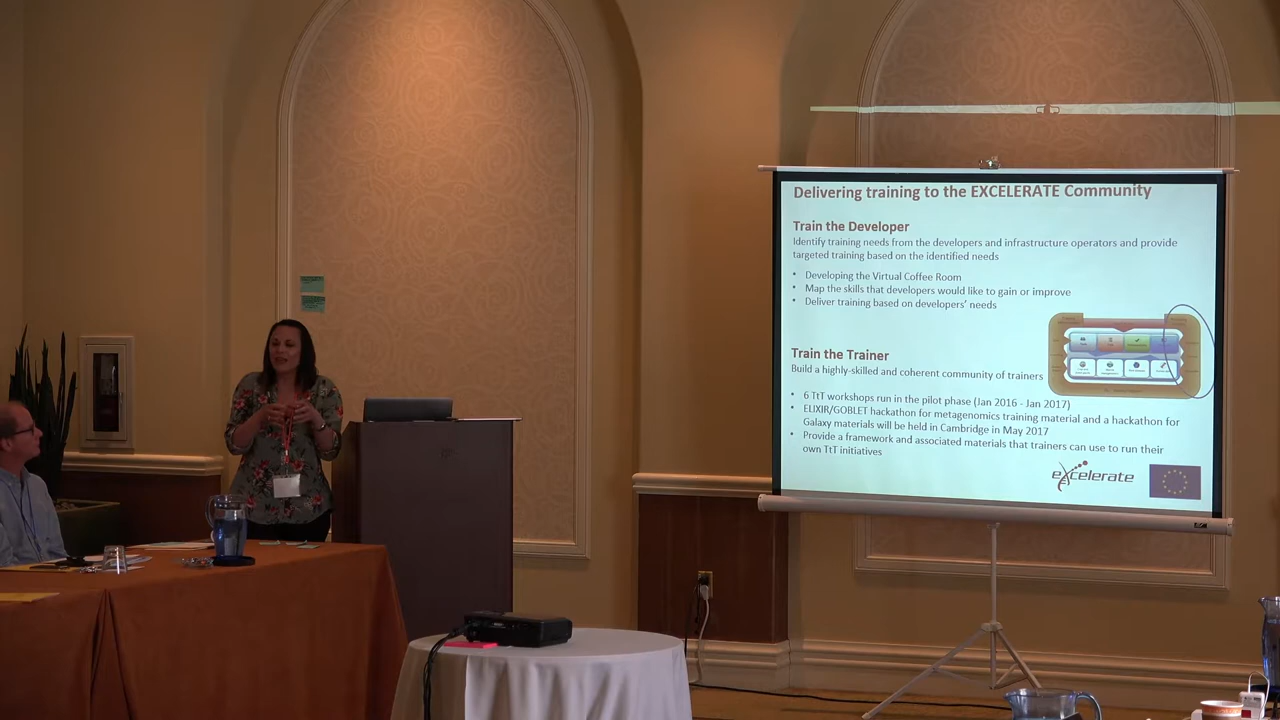 Delivering training to the EXCELERATE Community
Train the Developer
Identify training needs from the developers and infrastructure operators and provide
targeted training based on the identified needs
• Developing the Virtual Coffee Room
• Map the skills that developers would like to gain or improve
• Deliver training based on developers' needs
Train the Trainer
Build a highly-skilled and coherent community of trainers
• 6 TtT workshops run in the pilot phase (Jan 2016 - Jan 2017)
• ELIXIR/GOBLET hackathon for metagenomics training material and a hackathon for
Galaxy materials will be held in Cambridge in May 2017
• Provide a framework and associated materials that trainers can use to run their
own TtT initiatives
excelerate